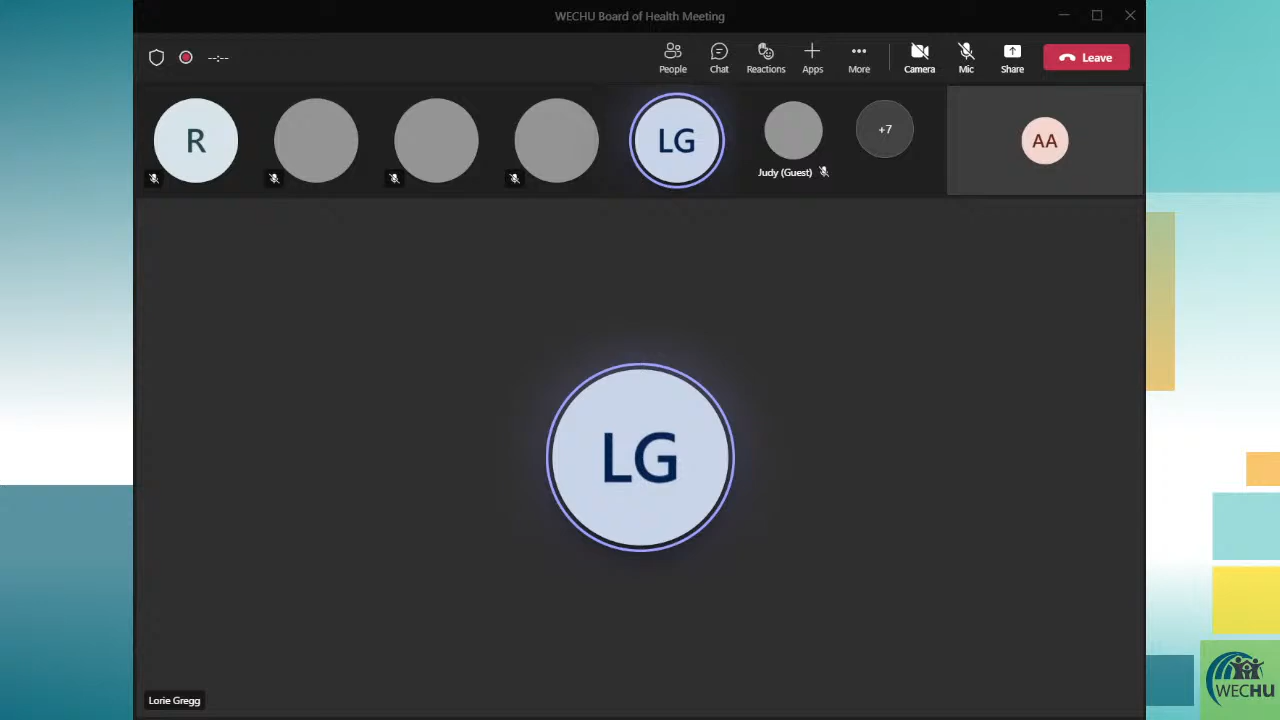 WECHU Board of Health Meeting
--:--
People
Chat
Reactions
Apps
More
Camera
Mic
Share
Leave
R
LG
Judy (Guest)
+7
AA
LG
Lorie Gregg
WECHU